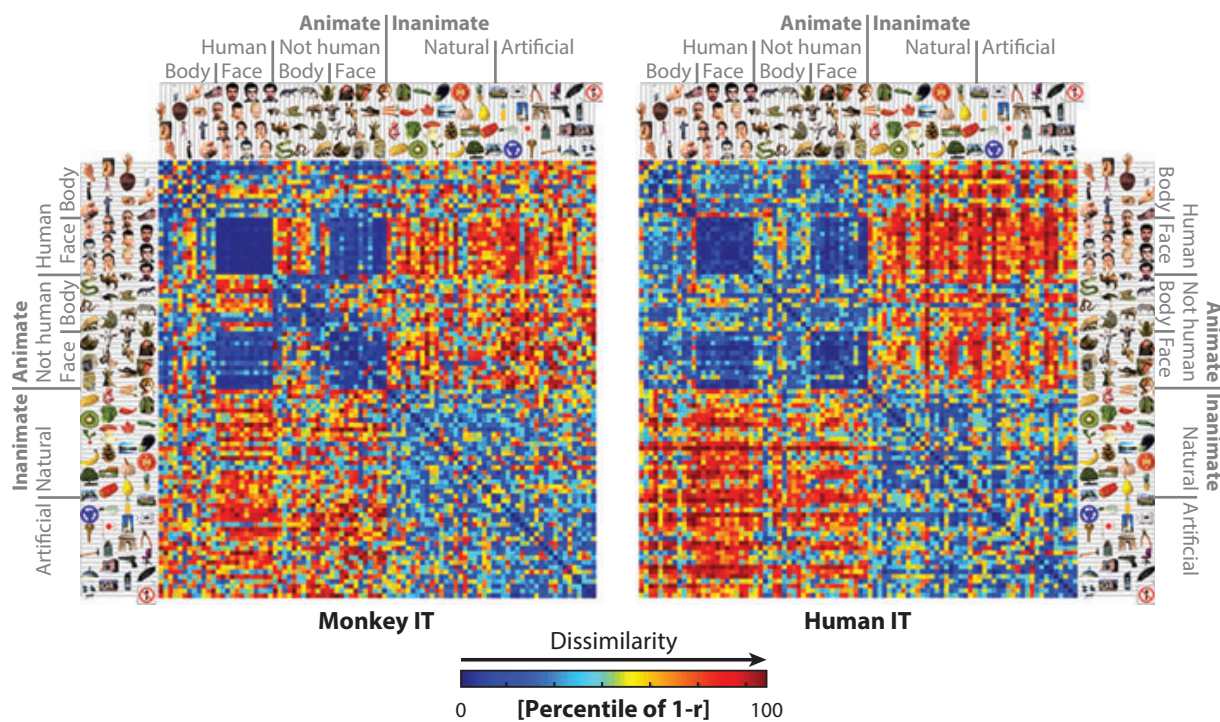 Animate Inanimate
Human Not human Natural Artificial
Body Face Body Face
Animate Inanimate
Human Not human Natural Artificial
Body Face Body Face
Inanimate Animate
Artificial Natural Not human Human
Face Body Face Body
Body Face Body Face
Human Not human Natural Artificial
Animate Inanimate
Monkey IT
Human IT
Dissimilarity
0 [Percentile of 1-r] 100